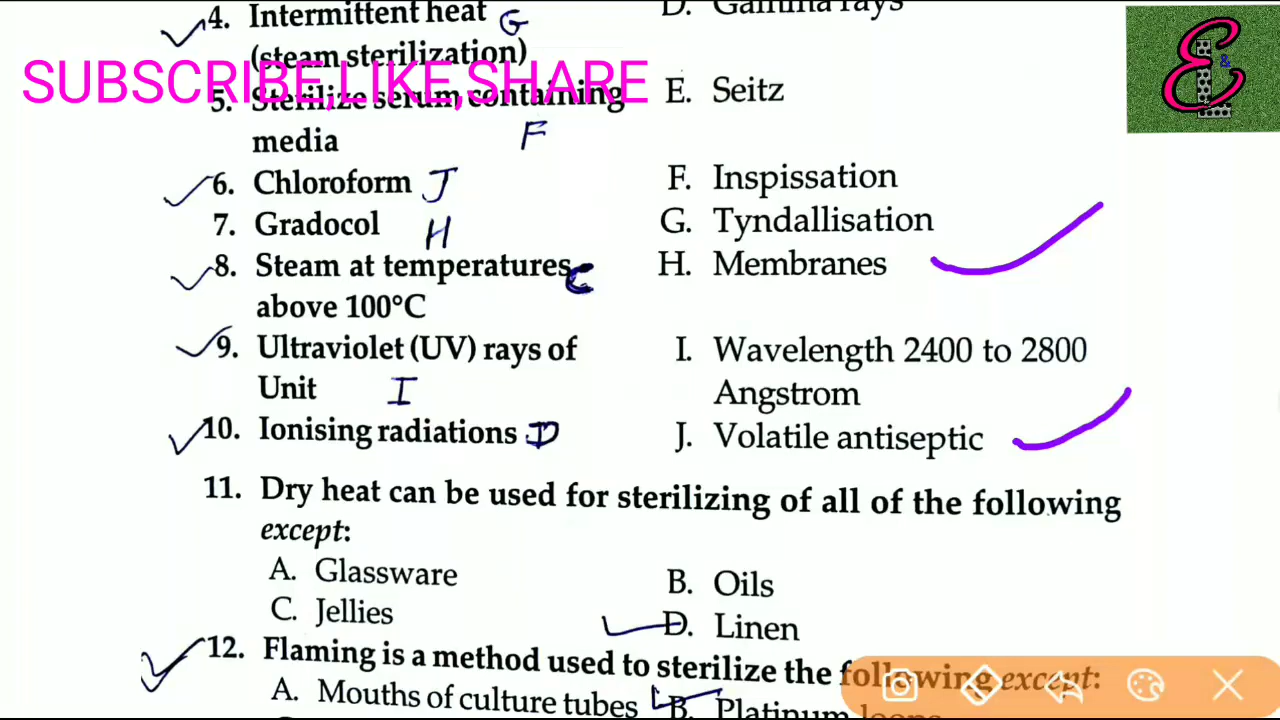 4. Intermittent heat G D. Gamma rays
(steam sterilization)
SUBSCRIBE,LIKE,SHARE
5. Sterilize serum containing E. Seitz
media F
6. Chloroform J F. Inspissation
7. Gradocol H G. Tyndallisation
8. Steam at temperatures C H. Membranes
above 100°C
9. Ultraviolet (UV) rays of I. Wavelength 2400 to 2800
Unit I Angstrom
10. Ionising radiations D J. Volatile antiseptic
11. Dry heat can be used for sterilizing of all of the following
except:
A. Glassware B. Oils
C. Jellies D. Linen
12. Flaming is a method used to sterilize the following except:
A. Mouths of culture tubes B. Platinum loops
E &